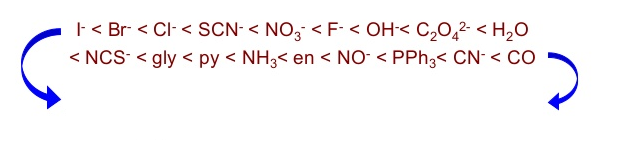 I⁻ < Br⁻ < Cl⁻ < SCN⁻ < NO₃⁻ < F⁻ < OH⁻< C₂O₄²⁻ < H₂O
< NCS⁻ < gly < py < NH₃< en < NO⁻ < PPh₃< CN⁻ < CO